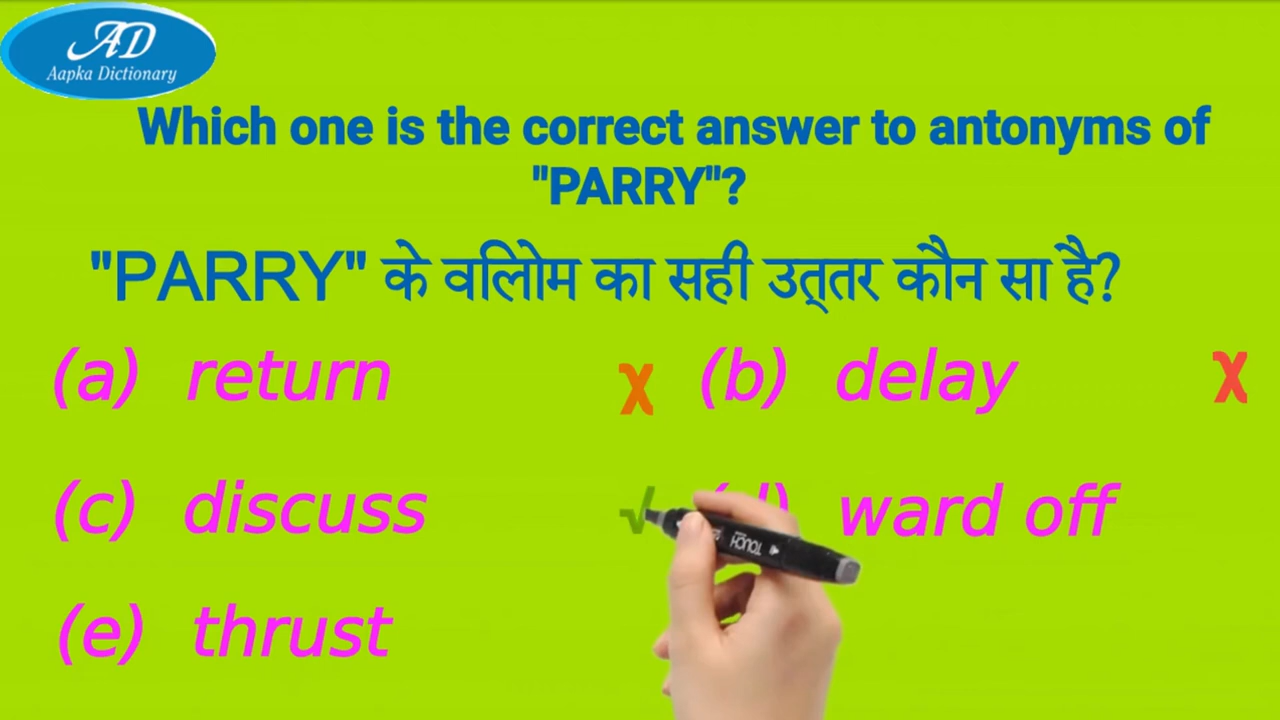 AD
Aapka Dictionary
Which one is the correct answer to antonyms of
"PARRY"?
"PARRY" के विलोम का सही उत्तर कौन सा है?
(a) return X (b) delay X
(c) discuss √ (d) ward off
TOUCH
(e) thrust